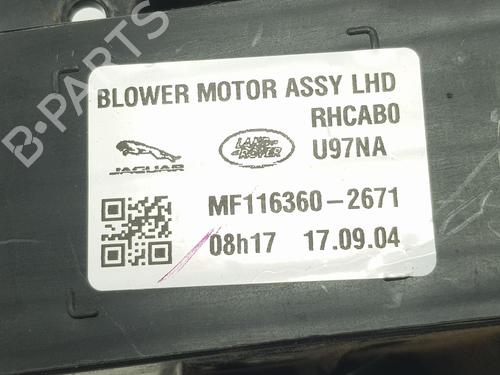 B-PARTS
BLOWER MOTOR ASSY LHD
RHCAB0
JAGUAR
LAND ROVER
U97NA
MF116360-2671
08h17 17.09.04